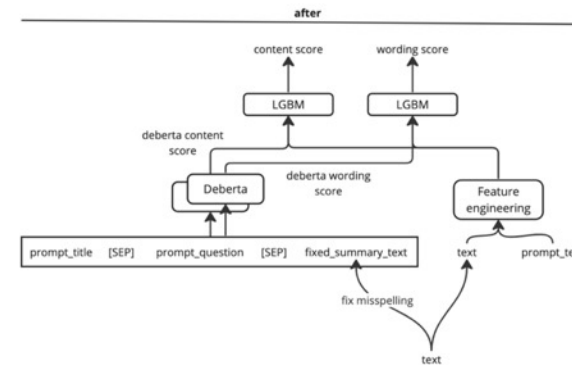 after
content score
wording score
LGBM
LGBM
deberta content
score
Deberta
deberta wording
score
Feature
engineering
prompt_title [SEP] prompt_question [SEP] fixed_summary_text
text
prompt_te
fix misspelling
text